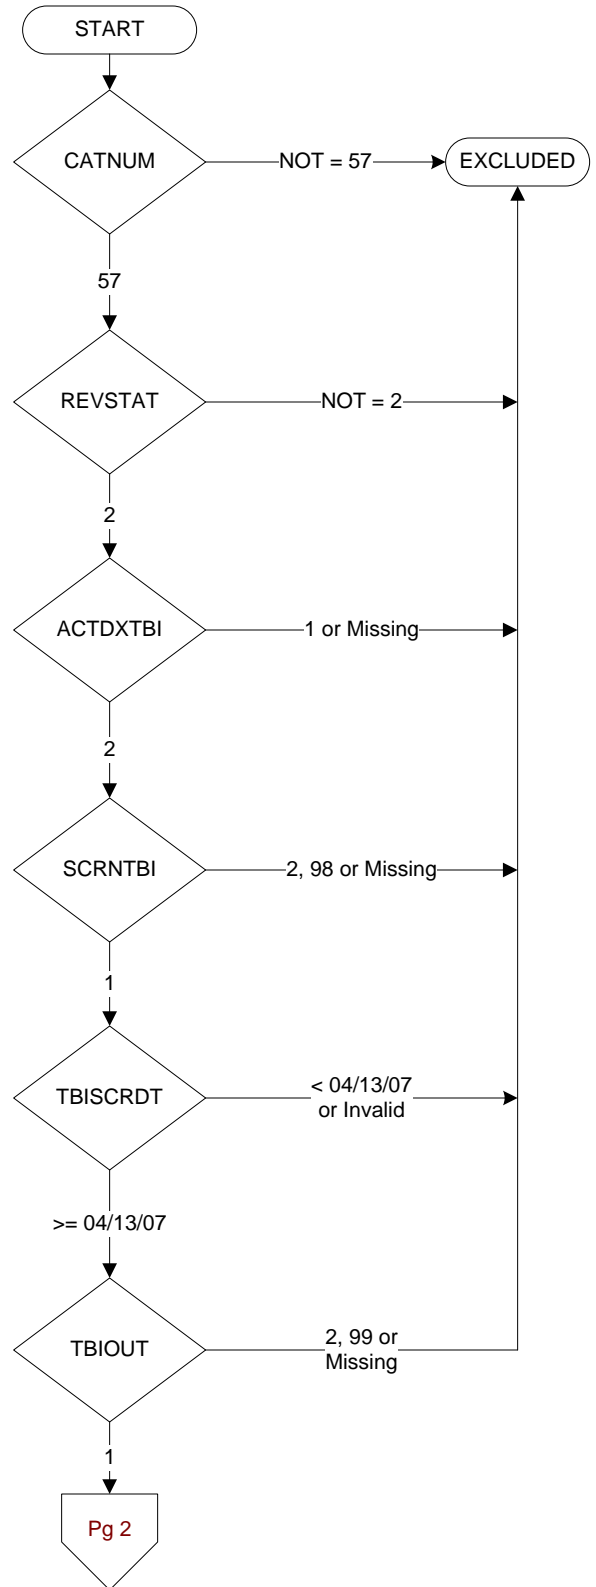 START
CATNUM
NOT = 57
EXCLUDED
57
REVSTAT
NOT = 2
2
ACTDXTBI
1 or Missing
2
SCRNTBI
2, 98 or Missing
1
TBISCRDT
< 04/13/07
or Invalid
>= 04/13/07
TBIOUT
2, 99 or
Missing
1
Pg 2